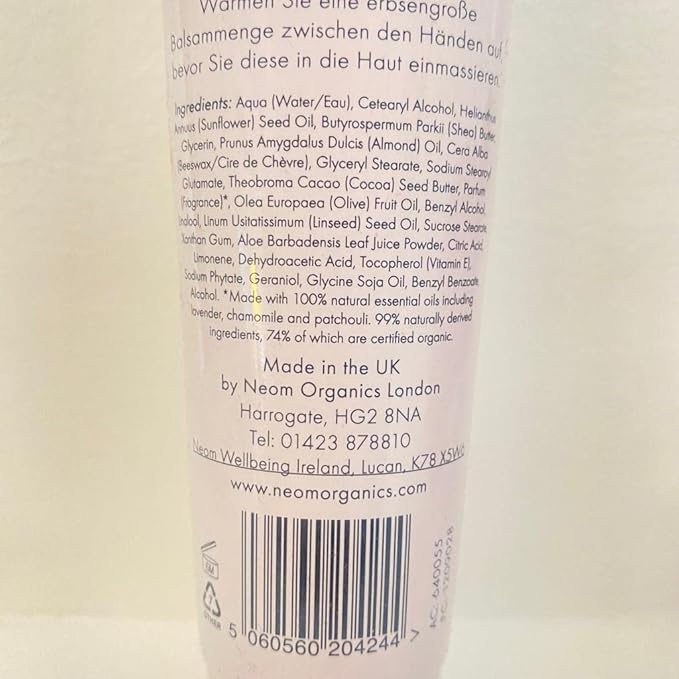 Wärmen Sie eine erbsengroße
Balsammenge zwischen den Händen auf,
bevor Sie diese in die Haut einmassieren.
Ingredients: Aqua (Water/Eau), Cetearyl Alcohol, Helianthus
Annuus (Sunflower) Seed Oil, Butyrospermum Parkii (Shea) Butter,
Glycerin, Prunus Amygdalus Dulcis (Almond) Oil, Cera Alba
(Beeswax/Cire de Chèvre), Glyceryl Stearate, Sodium Stearoyl
Glutamate, Theobroma Cacao (Cocoa) Seed Butter, Parfum
(Fragrance)*, Olea Europaea (Olive) Fruit Oil, Benzyl Alcohol,
Linalool, Linum Usitatissimum (Linseed) Seed Oil, Sucrose Stearate,
Xanthan Gum, Aloe Barbadensis Leaf Juice Powder, Citric Acid,
Limonene, Dehydroacetic Acid, Tocopherol (Vitamin E),
Sodium Phytate, Geraniol, Glycine Soja Oil, Benzyl Benzoate,
Alcohol. *Made with 100% natural essential oils including
lavender, chamomile and patchouli. 99% naturally derived
ingredients, 74% of which are certified organic.
Made in the UK
by Neom Organics London
Harrogate, HG2 8NA
Tel: 01423 878810
Neom Wellbeing Ireland, Lucan, K78 X5W6
www.neomorganics.com
6M
7
OTHER
5 060560 204244 >
AC: 640055